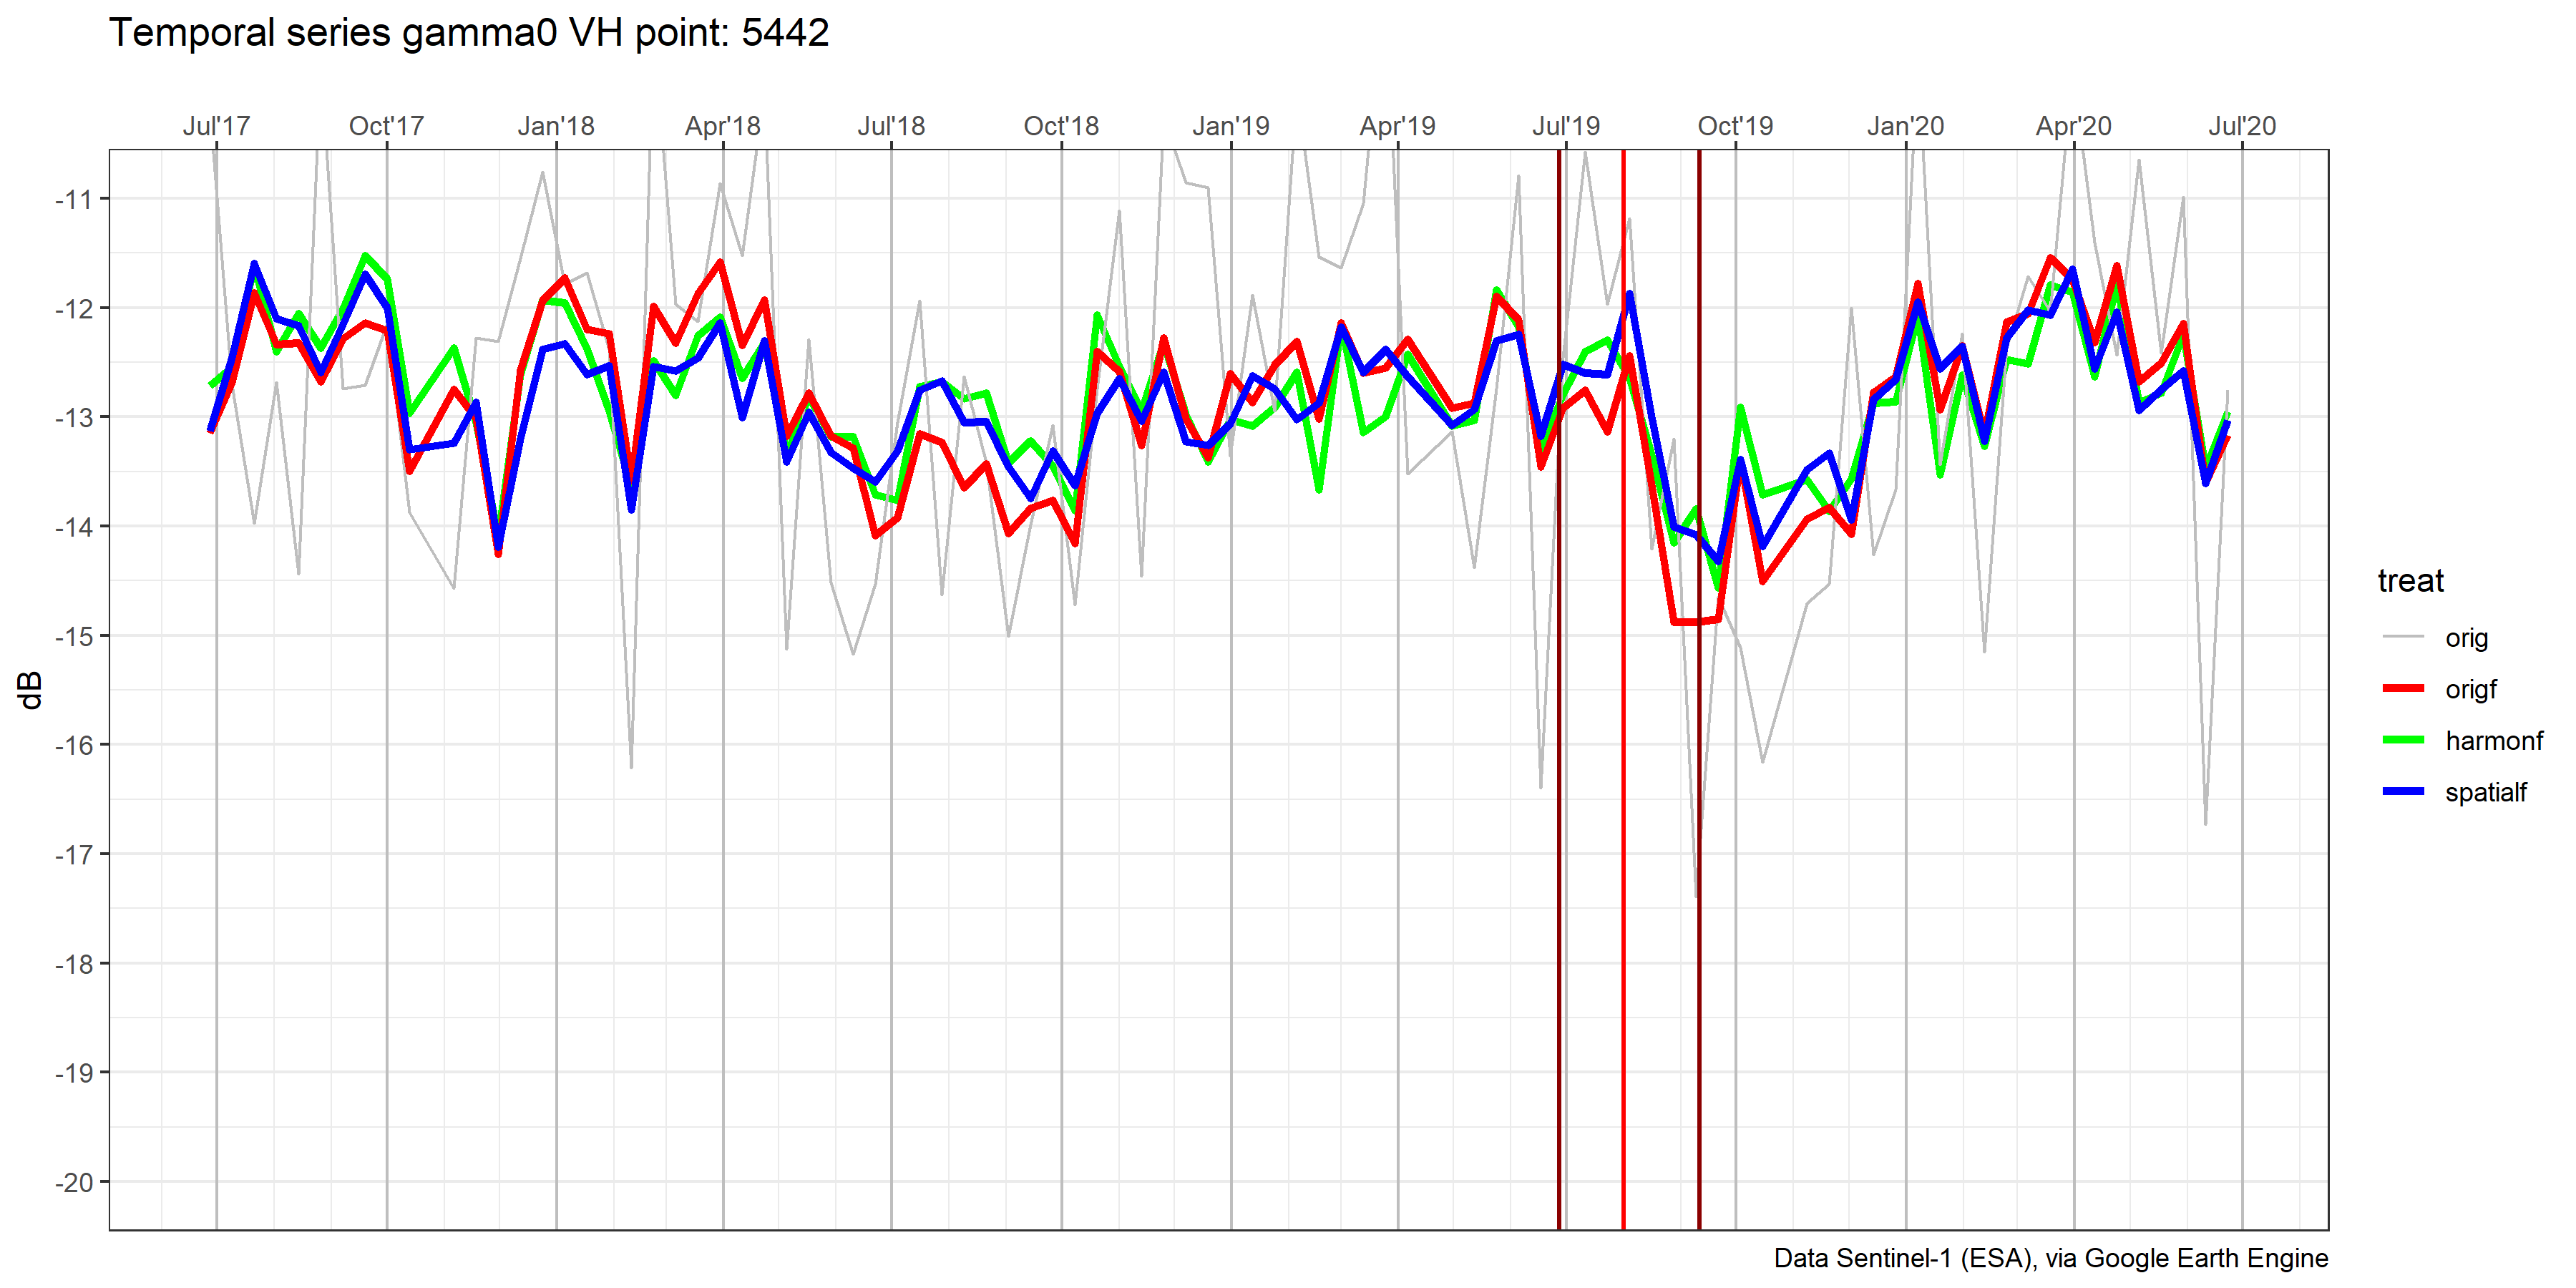 Temporal series gamma0 VH point: 5442
Jul'17 Oct'17 Jan'18 Apr'18 Jul'18 Oct'18 Jan'19 Apr'19 Jul'19 Oct'19 Jan'20 Apr'20 Jul'20
-11
-12
-13
-14
-15
-16
-17
-18
-19
-20
dB
treat
orig
origf
harmonf
spatialf
Data Sentinel-1 (ESA), via Google Earth Engine